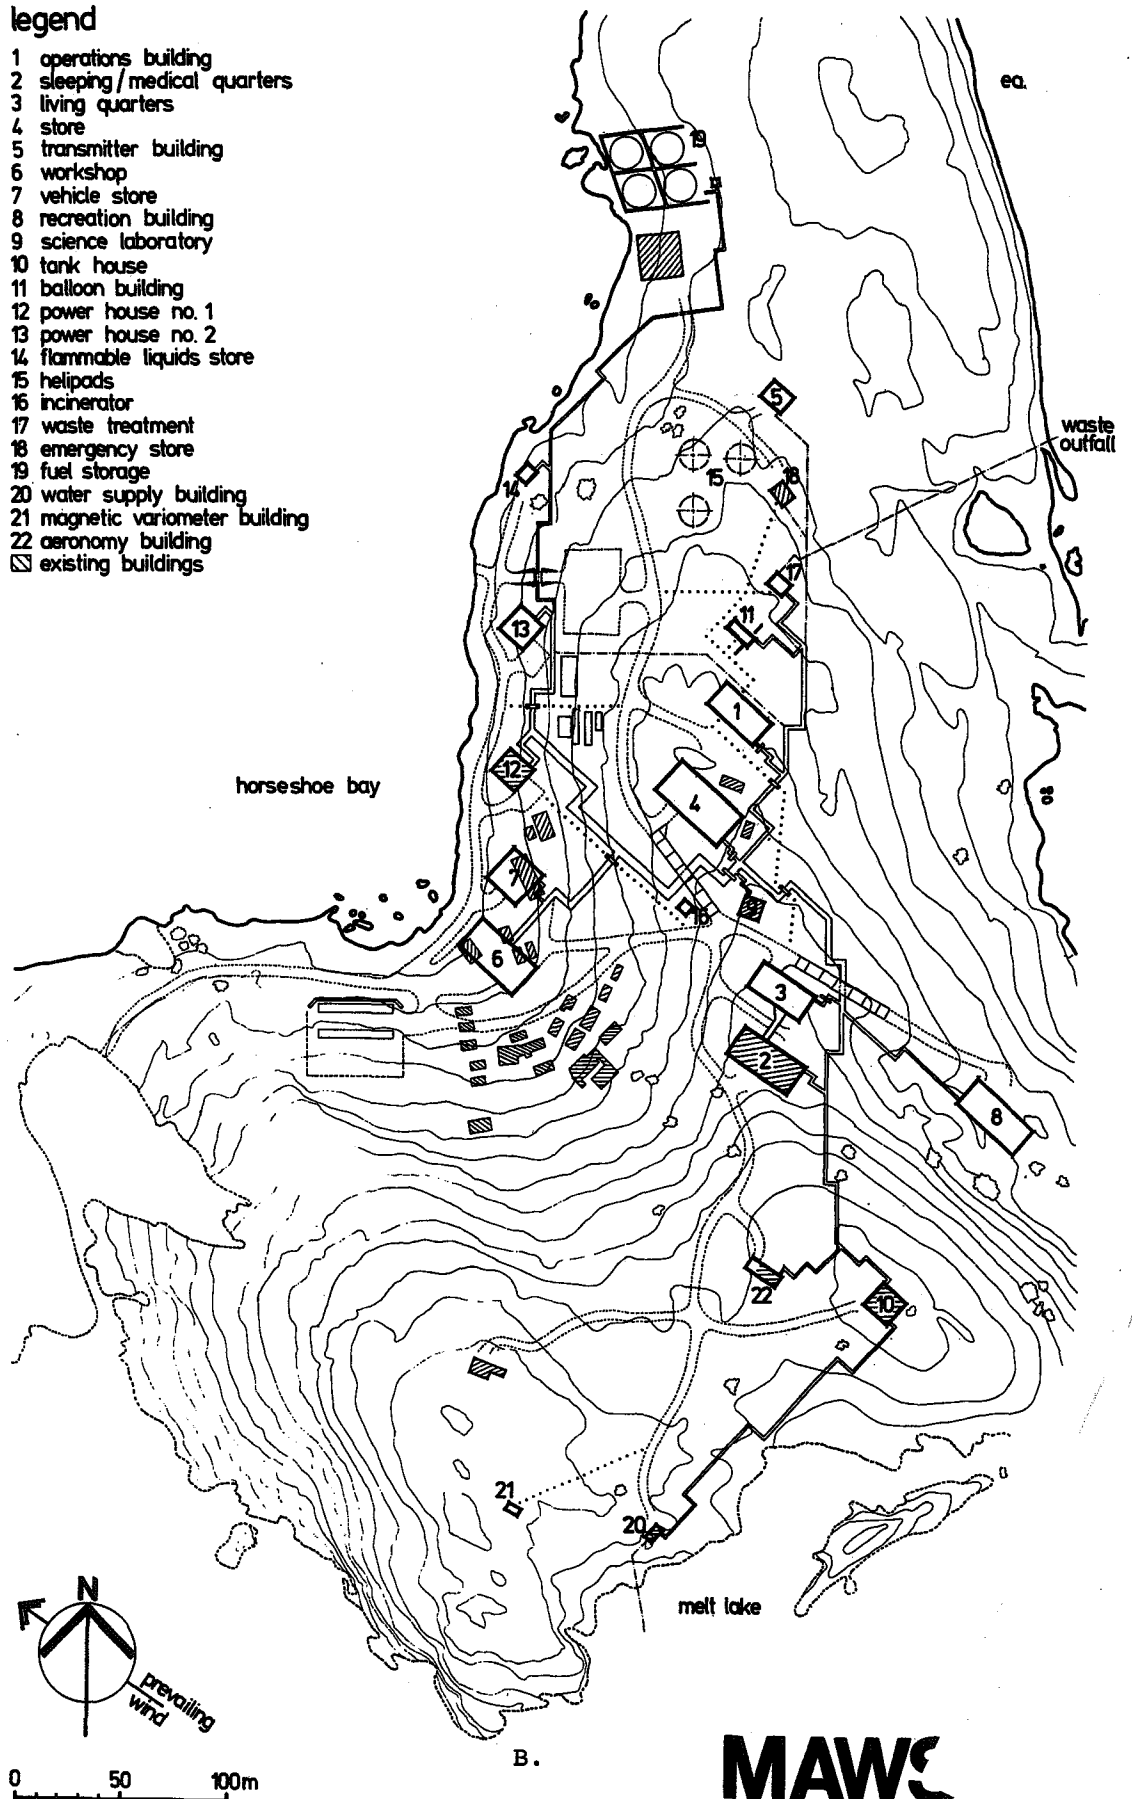 legend
1 operations building
2 sleeping/medical quarters
3 living quarters
4 store
5 transmitter building
6 workshop
7 vehicle store
8 recreation building
9 science laboratory
10 tank house
11 balloon building
12 power house no. 1
13 power house no. 2
14 flammable liquids store
15 helipads
16 incinerator
17 waste treatment
18 emergency store
19 fuel storage
20 water supply building
21 magnetic variometer building
22 aeronomy building
existing buildings
ea.
19
5
waste
outfall
15
18
14
17
11
13
1
12
4
horseshoe bay
7
16
9
6
3
2
8
22
10
21
20
melt lake
N
prevailing
wind
B.
0 50 100m
MAWS